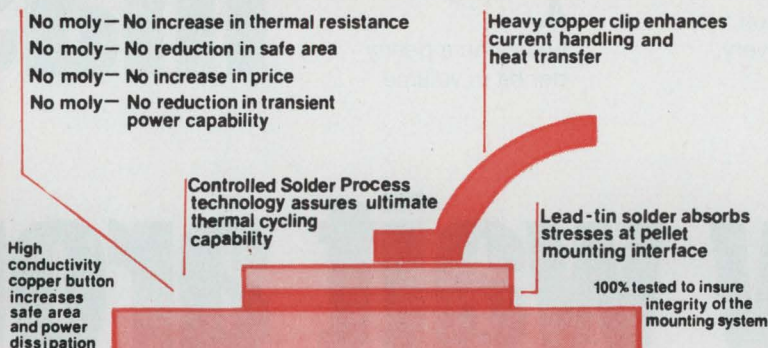 No moly— No increase in thermal resistance
No moly— No reduction in safe area
No moly— No increase in price
No moly— No reduction in transient
power capability
Heavy copper clip enhances
current handling and
heat transfer
Controlled Solder Process
technology assures ultimate
thermal cycling
capability
Lead-tin solder absorbs
stresses at pellet
mounting interface
High
conductivity
copper button
increases
safe area
and power
dissipation
100% tested to insure
integrity of the
mounting system